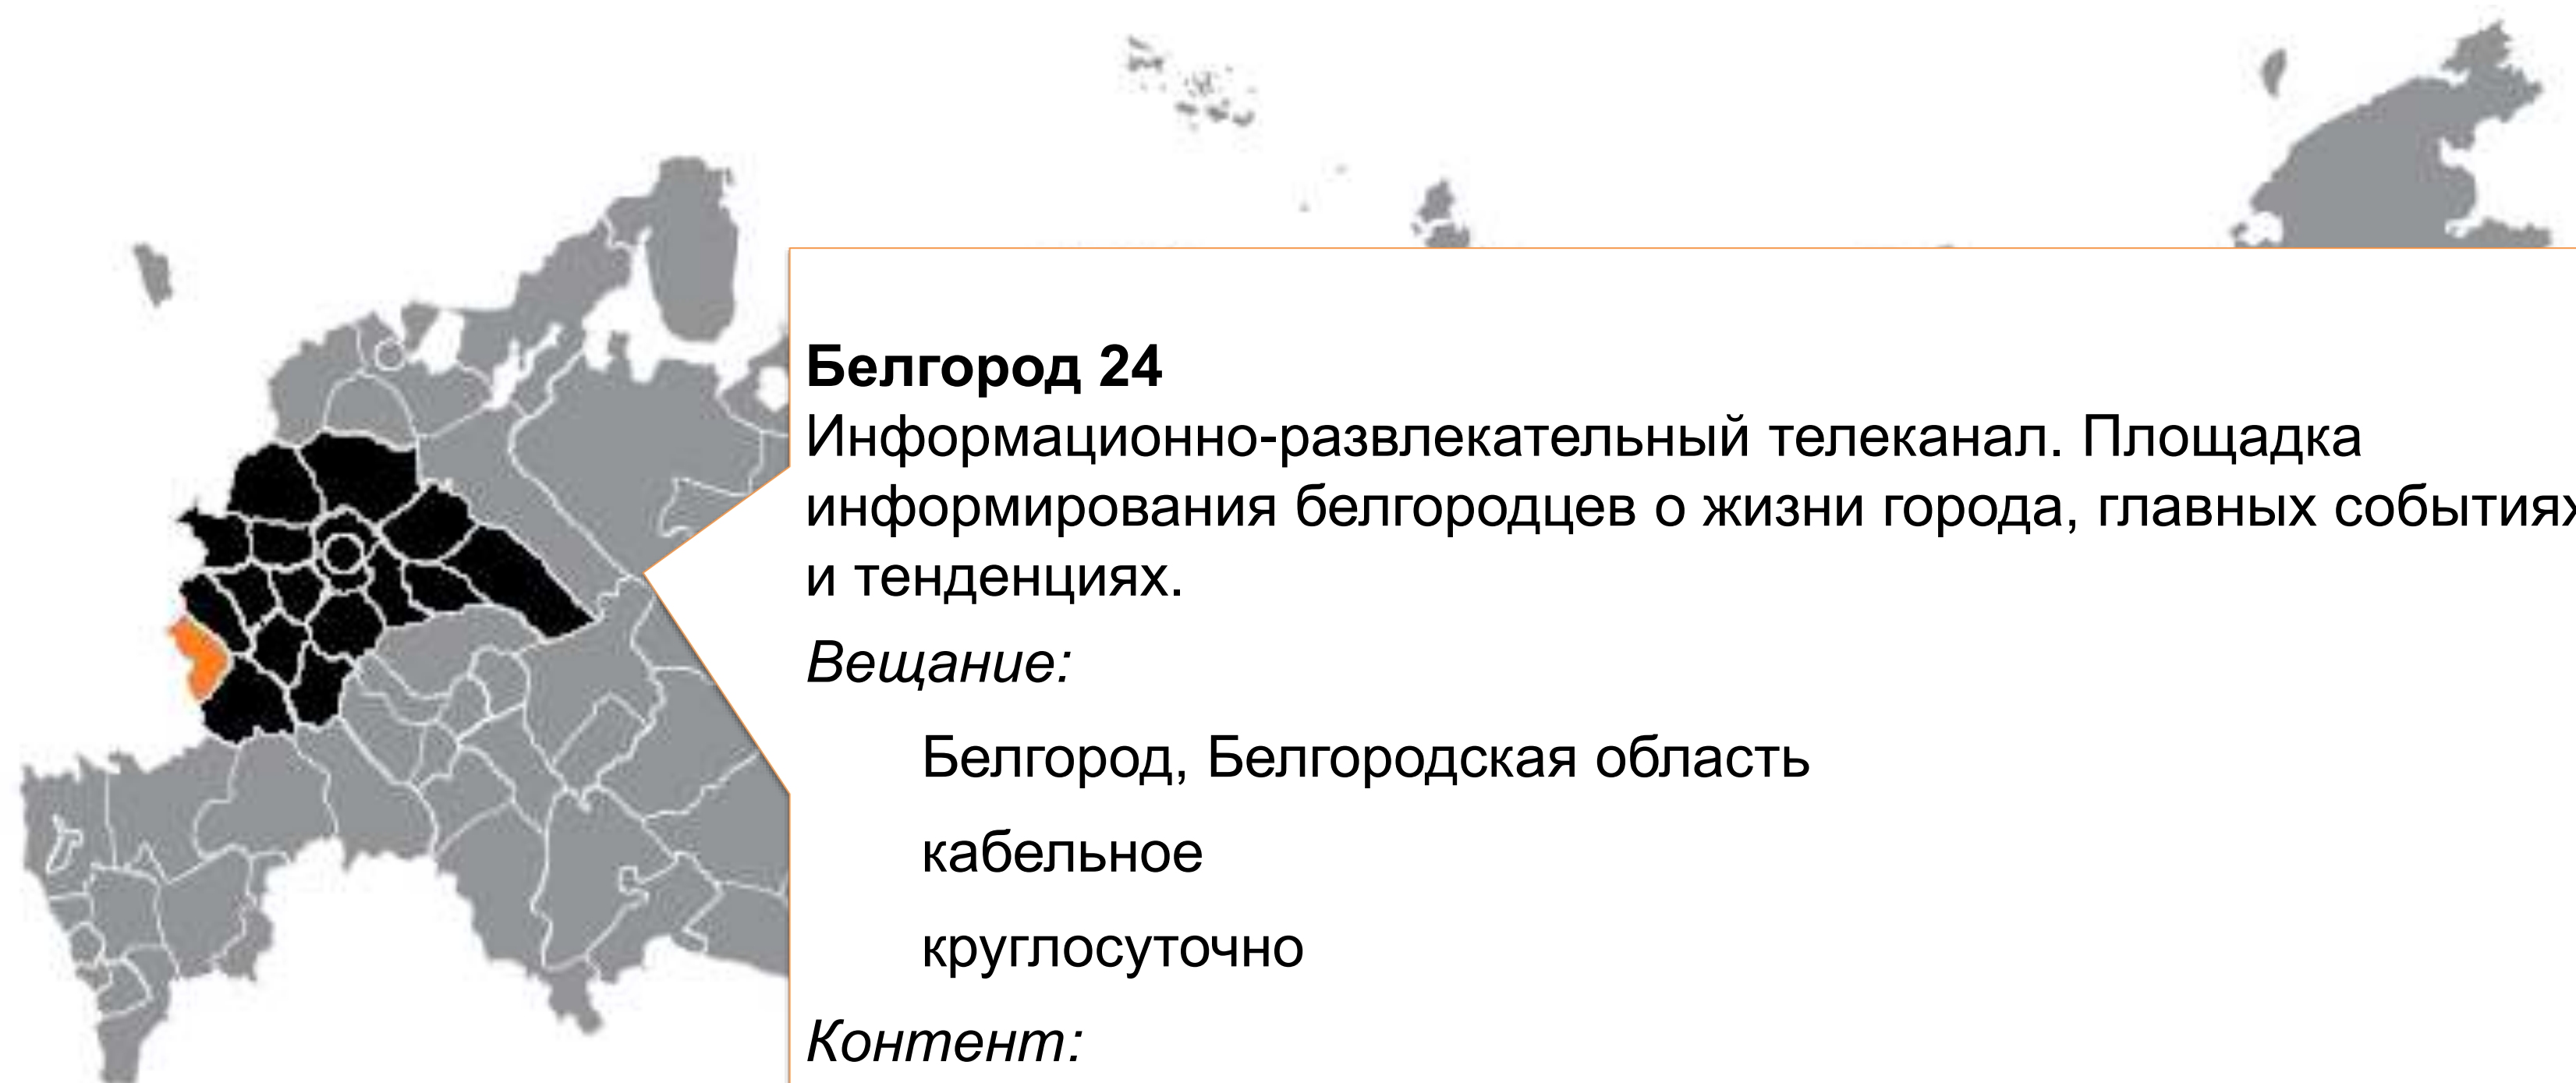 Белгород 24
Информационно-развлекательный телеканал. Площадка
информирования белгородцев о жизни города, главных событиях
и тенденциях.
Вещание:
Белгород, Белгородская область
кабельное
круглосуточно
Контент: